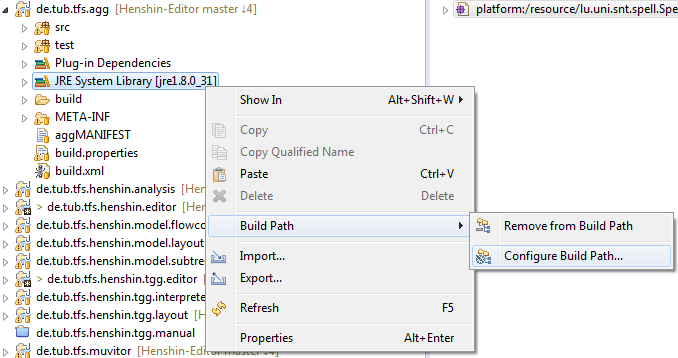 de.tub.tfs.agg [Henshin-Editor master ↓4]
src
test
Plug-in Dependencies
JRE System Library [jre1.8.0_31]
build
META-INF
aggMANIFEST
build.properties
build.xml
de.tub.tfs.henshin.analysis [Henshin-
> de.tub.tfs.henshin.editor [Henshin-
de.tub.tfs.henshin.model.flowco
de.tub.tfs.henshin.model.layout
de.tub.tfs.henshin.model.subtre
> de.tub.tfs.henshin.tgg.editor [
de.tub.tfs.henshin.tgg.interprete
de.tub.tfs.henshin.tgg.layout [H
de.tub.tfs.henshin.tgg.manual
de.tub.tfs.muvitor [Henshin-Editor master ↓4]
platform:/resource/lu.uni.snt.spell.Spe
Show In Alt+Shift+W
Copy Ctrl+C
Copy Qualified Name
Paste Ctrl+V
Delete Delete
Build Path
Import...
Export...
Refresh F5
Properties Alt+Enter
Remove from Build Path
Configure Build Path...